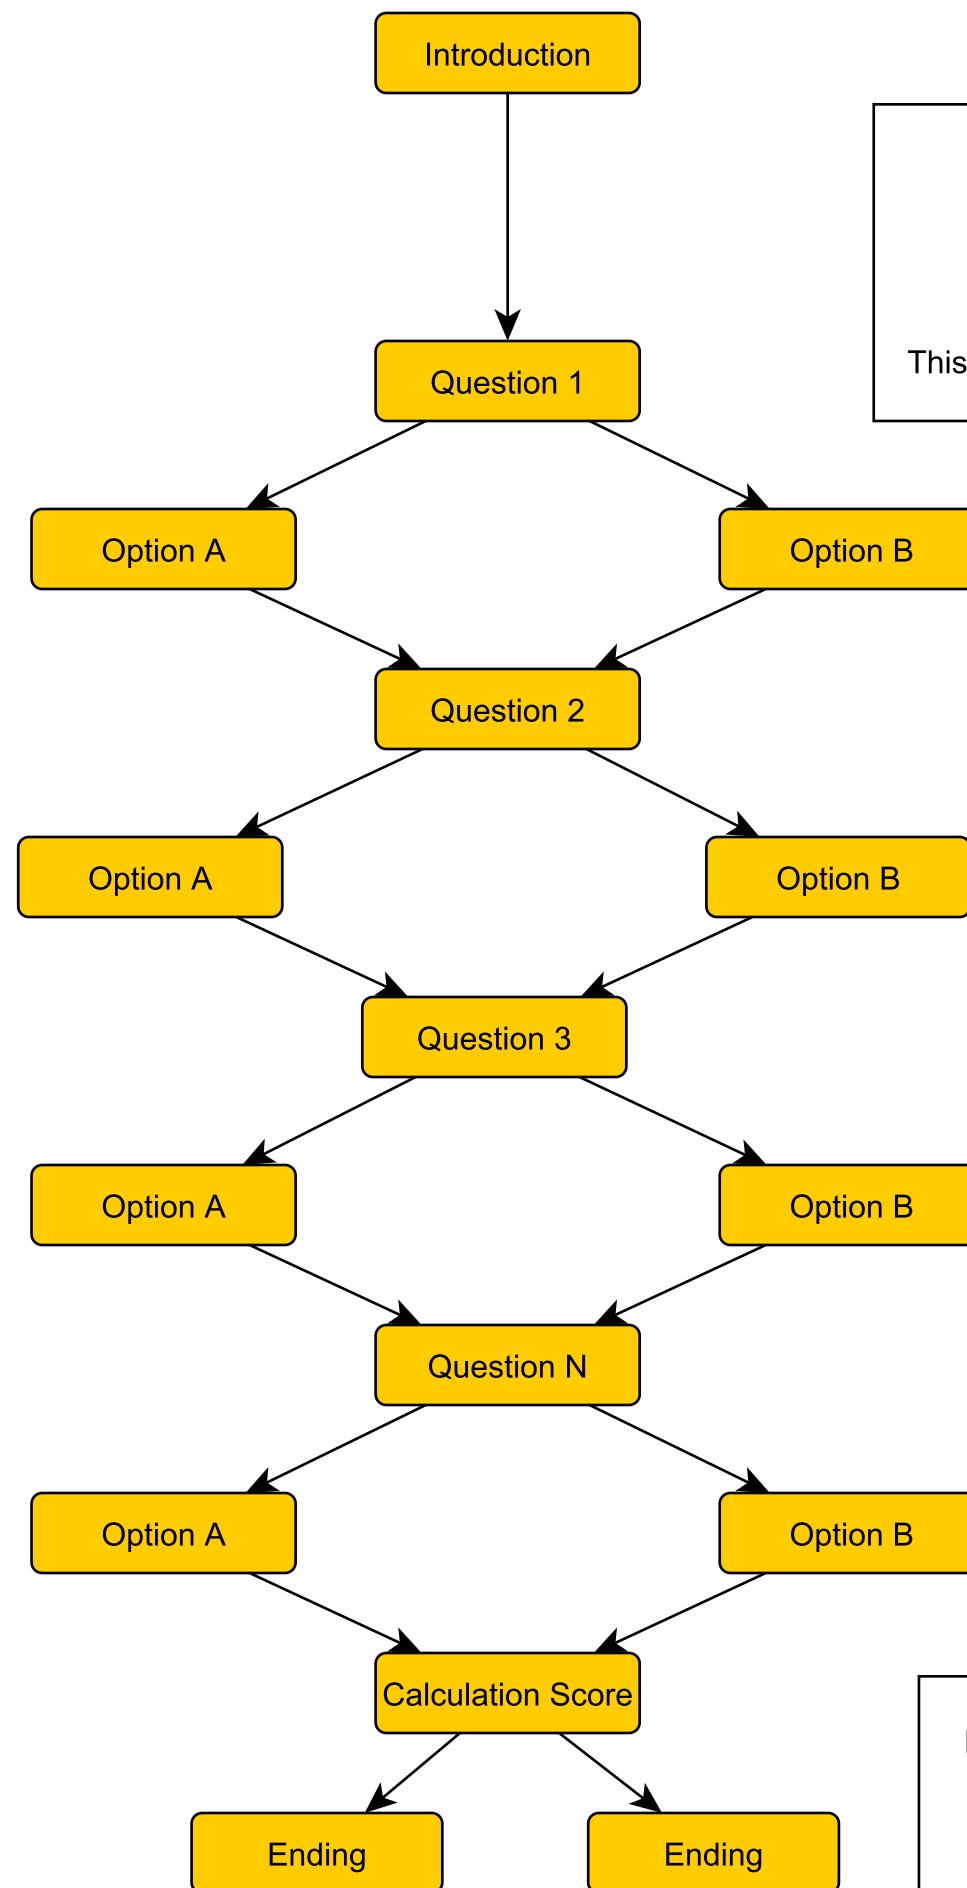 Introduction
This
Question 1
Option A
Option B
Question 2
Option A
Option B
Question 3
Option A
Option B
Question N
Option A
Option B
Calculation Score
Ending
Ending